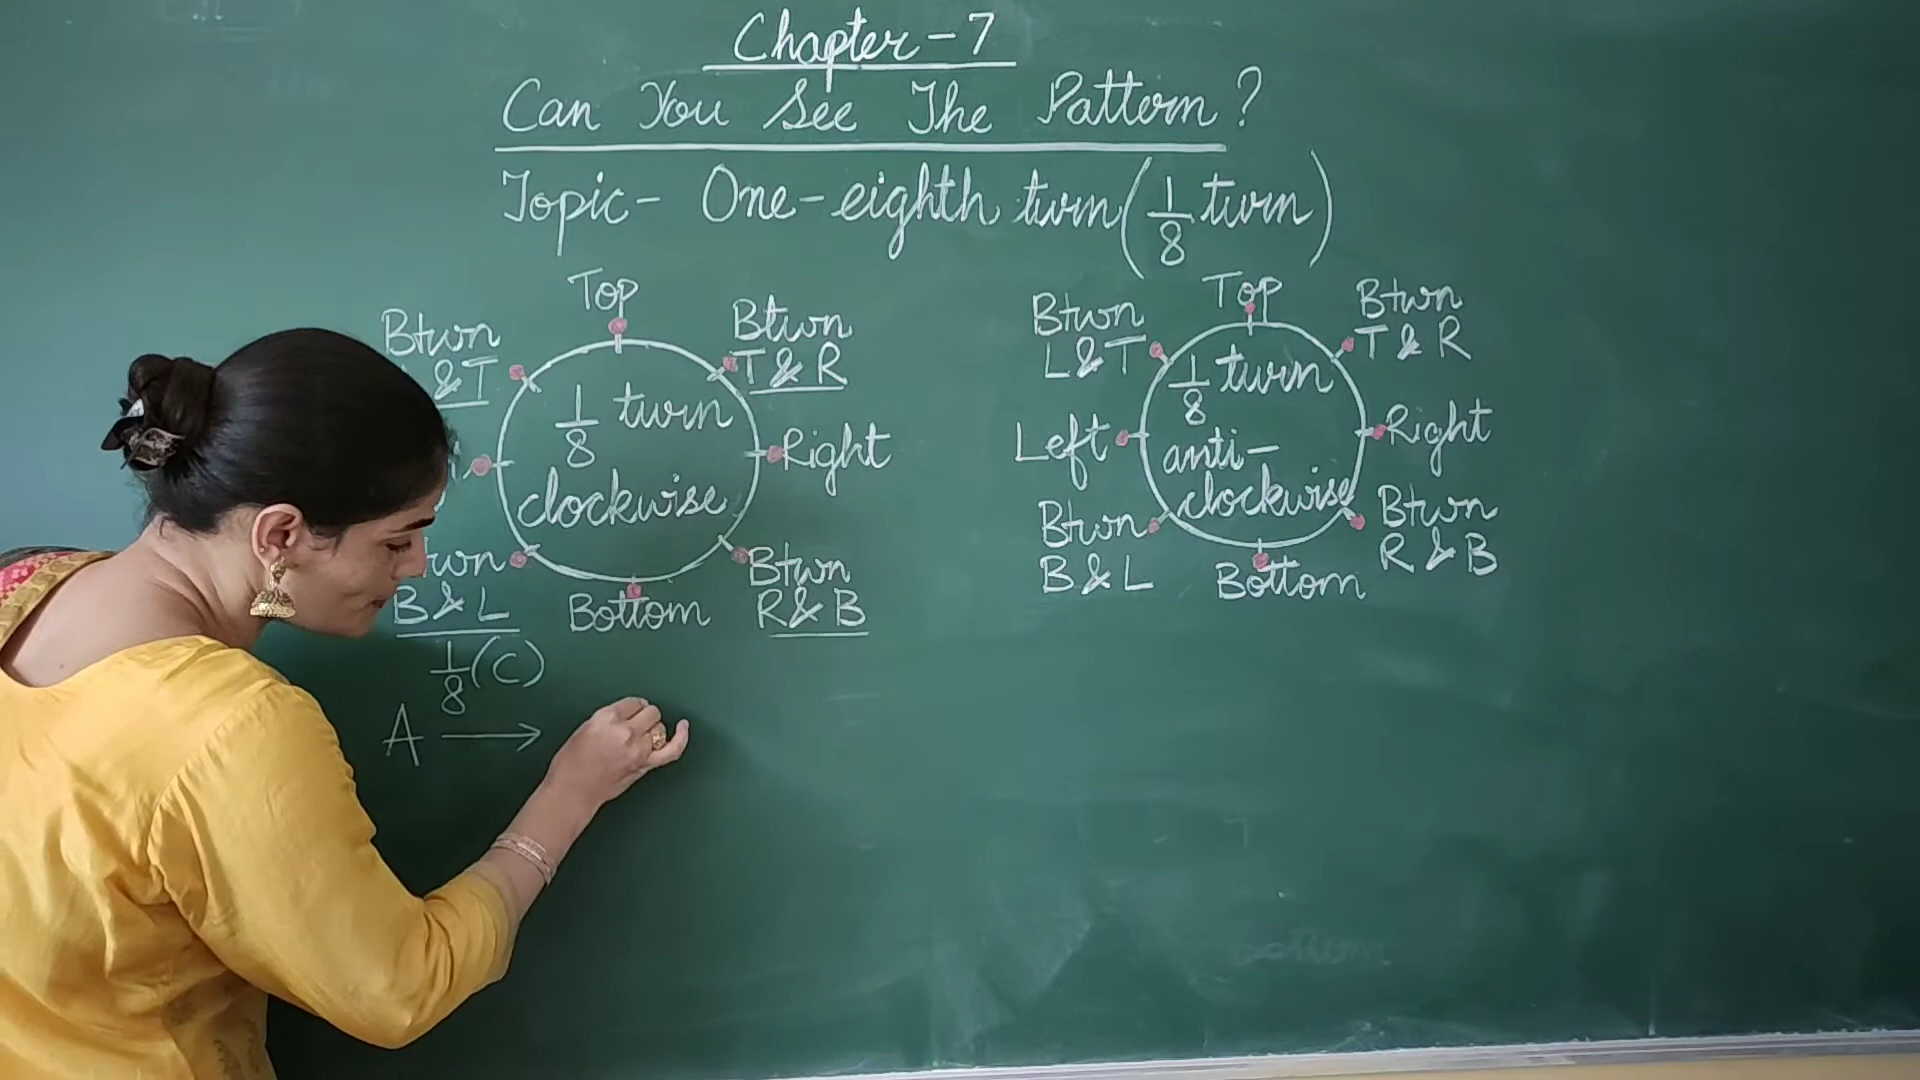 Chapter-7
Can You See The Pattern?
Topic- One-eighth turn (1/8 turn)
Top
Btwn
&T
Btwn
T & R
1/8 turn
clockwise
Right
B & L
Bottom
Btwn
R & B
1/8 (C)
A →
Top
Btwn
L & T
Btwn
T & R
1/8 turn
anti-
clockwise
Left
Right
Btwn
B & L
Bottom
Btwn
R & B